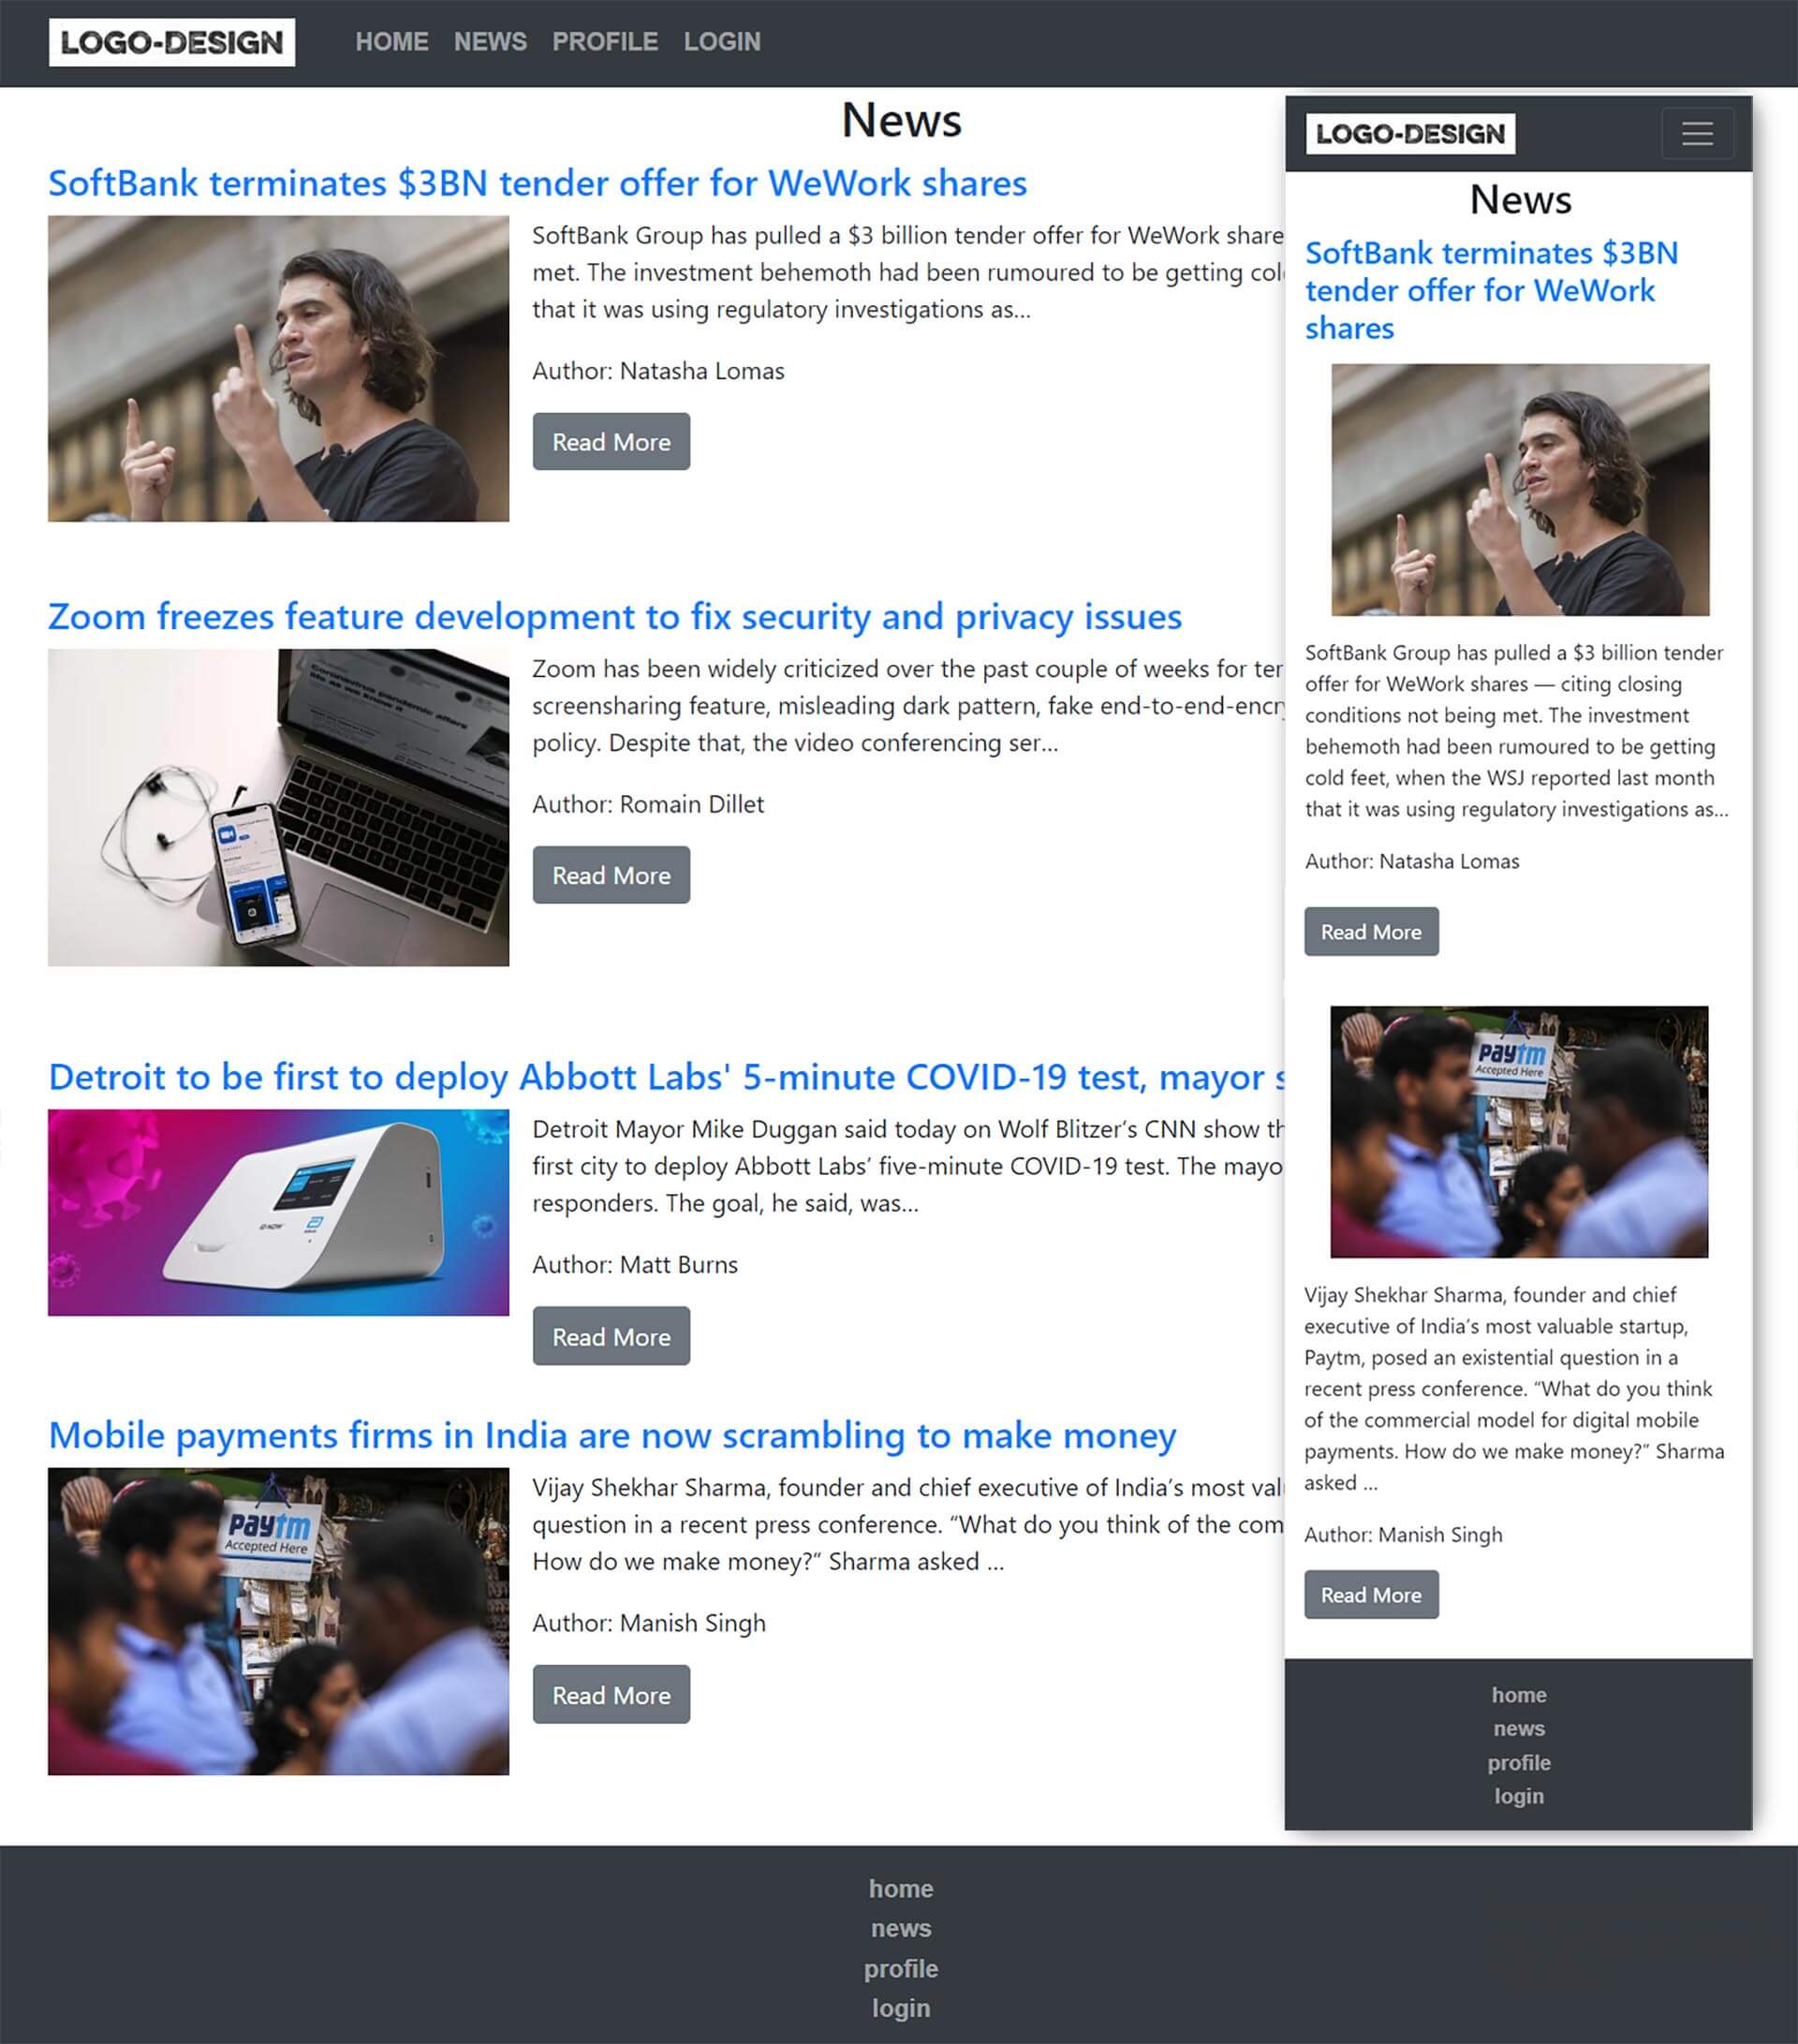 LOGO-DESIGN
HOME NEWS PROFILE LOGIN
News
SoftBank terminates $3BN tender offer for WeWork shares
SoftBank Group has pulled a $3 billion tender offer for WeWork share
met. The investment behemoth had been rumoured to be getting col
that it was using regulatory investigations as...
Author: Natasha Lomas
Read More
Zoom freezes feature development to fix security and privacy issues
Zoom has been widely criticized over the past couple of weeks for ter
screensharing feature, misleading dark pattern, fake end-to-end-encry
policy. Despite that, the video conferencing ser...
Author: Romain Dillet
Read More
Detroit to be first to deploy Abbott Labs' 5-minute COVID-19 test, mayor s
Detroit Mayor Mike Duggan said today on Wolf Blitzer’s CNN show th
first city to deploy Abbott Labs’ five-minute COVID-19 test. The mayo
responders. The goal, he said, was...
Author: Matt Burns
Read More
Mobile payments firms in India are now scrambling to make money
paytm
Accepted Here
Vijay Shekhar Sharma, founder and chief executive of India’s most val
question in a recent press conference. “What do you think of the com
How do we make money?” Sharma asked ...
Author: Manish Singh
Read More
home
news
profile
login
LOGO-DESIGN
News
SoftBank terminates $3BN
tender offer for WeWork
shares
SoftBank Group has pulled a $3 billion tender
offer for WeWork shares — citing closing
conditions not being met. The investment
behemoth had been rumoured to be getting
cold feet, when the WSJ reported last month
that it was using regulatory investigations as...
Author: Natasha Lomas
Read More
paytm
Accepted Here
Vijay Shekhar Sharma, founder and chief
executive of India’s most valuable startup,
Paytm, posed an existential question in a
recent press conference. “What do you think
of the commercial model for digital mobile
payments. How do we make money?” Sharma
asked ...
Author: Manish Singh
Read More
home
news
profile
login